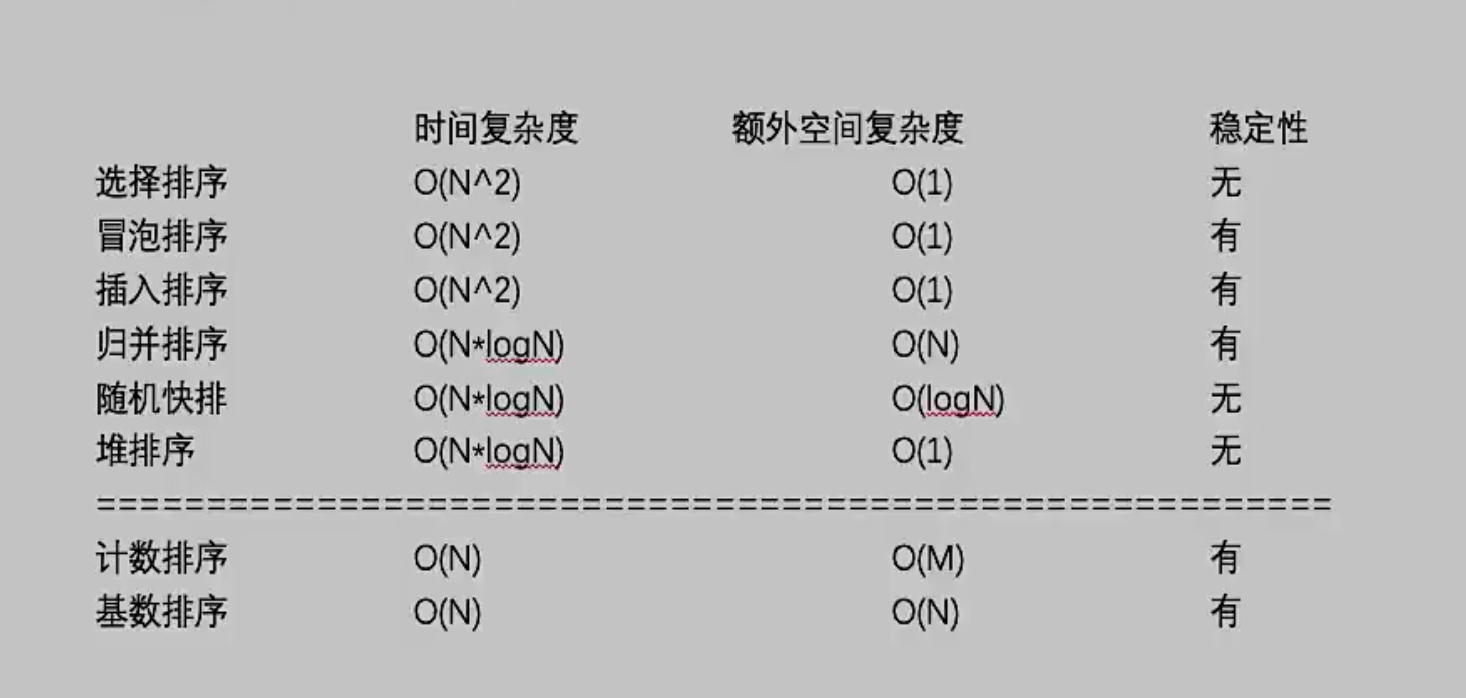 时间复杂度 额外空间复杂度 稳定性
选择排序 O(N^2) O(1) 无
冒泡排序 O(N^2) O(1) 有
插入排序 O(N^2) O(1) 有
归并排序 O(N*logN) O(N) 有
随机快排 O(N*logN) O(logN) 无
堆排序 O(N*logN) O(1) 无
========================================================
计数排序 O(N) O(M) 有
基数排序 O(N) O(N) 有